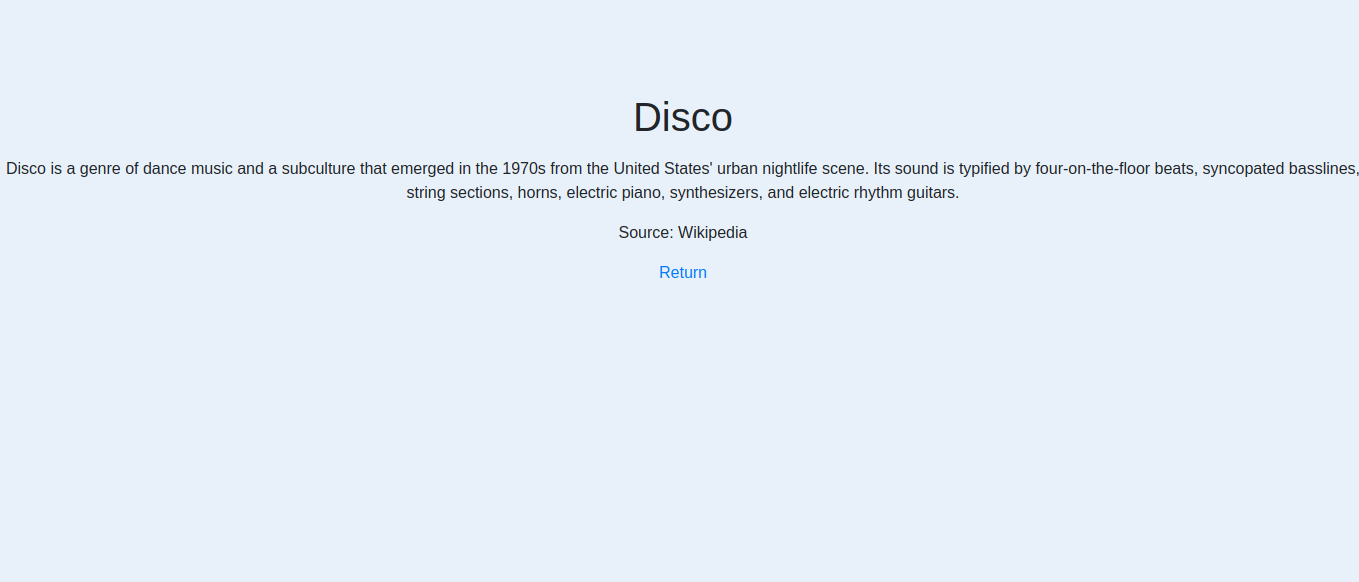 Disco
Disco is a genre of dance music and a subculture that emerged in the 1970s from the United States' urban nightlife scene. Its sound is typified by four-on-the-floor beats, syncopated basslines,
string sections, horns, electric piano, synthesizers, and electric rhythm guitars.
Source: Wikipedia
Return